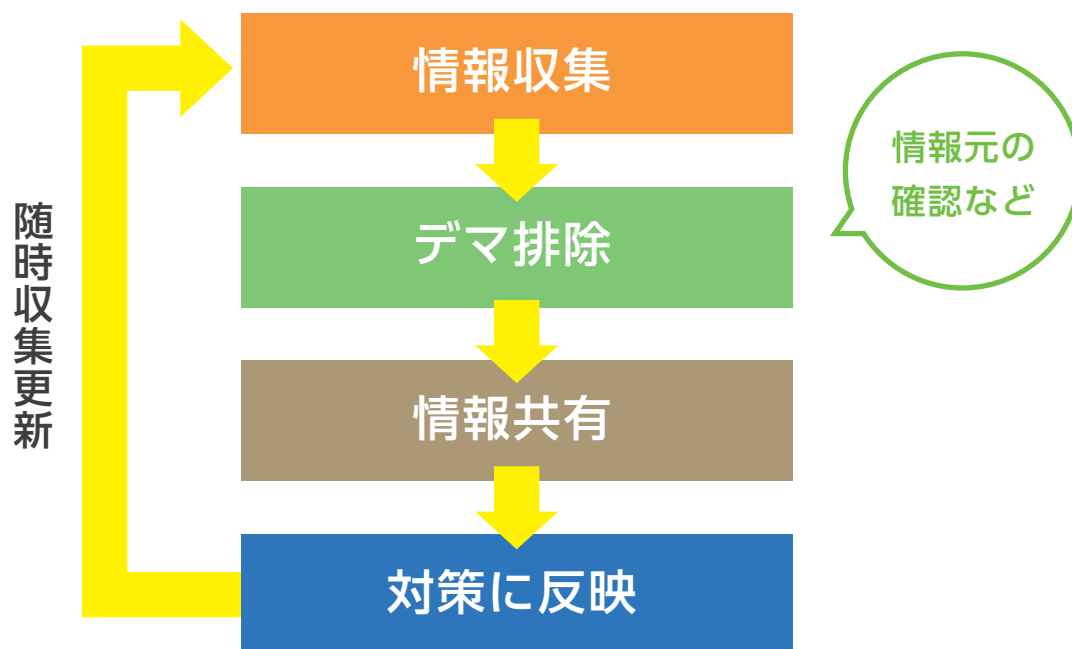 情報収集
情報元の
確認など
デマ排除
随時収集更新
情報共有
対策に反映